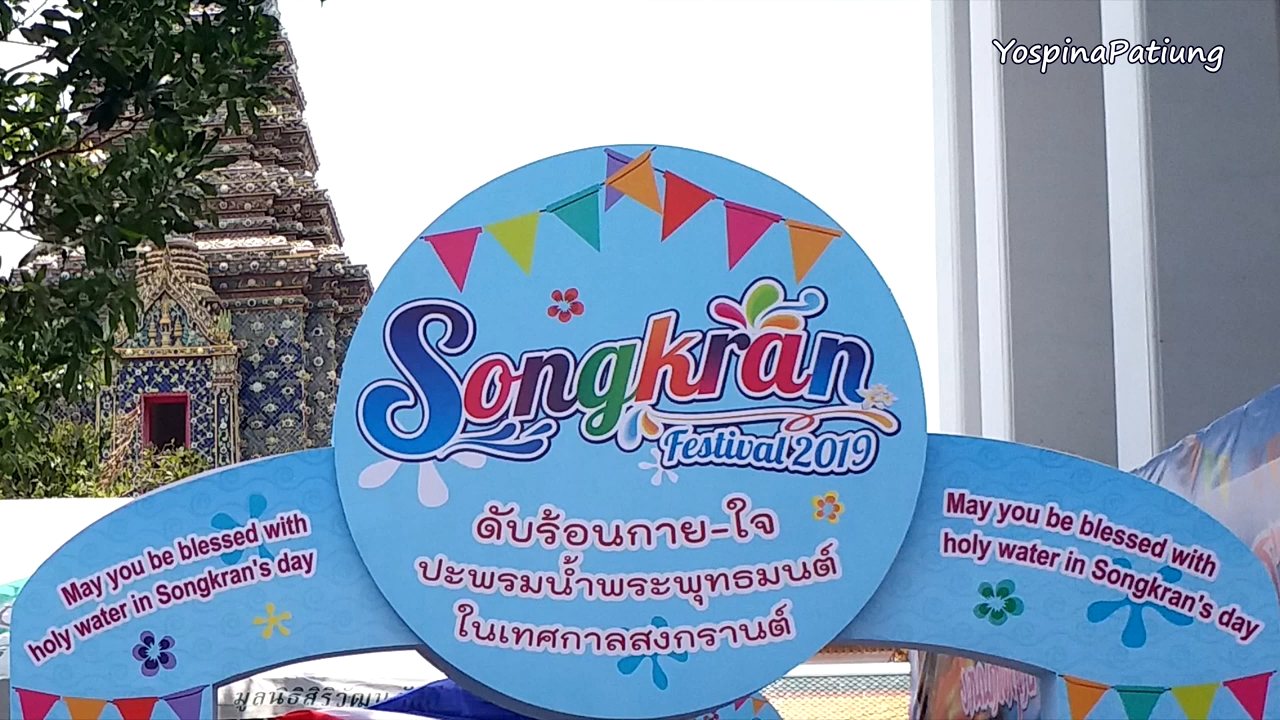 YospinaPatiung
Songkran
Festival 2019
ดับร้อนกาย-ใจ
ปะพรมน้ำพระพุทธมนต์
ในเทศกาลสงกรานต์
May you be blessed with
holy water in Songkran's day
May you be blessed with
holy water in Songkran's day